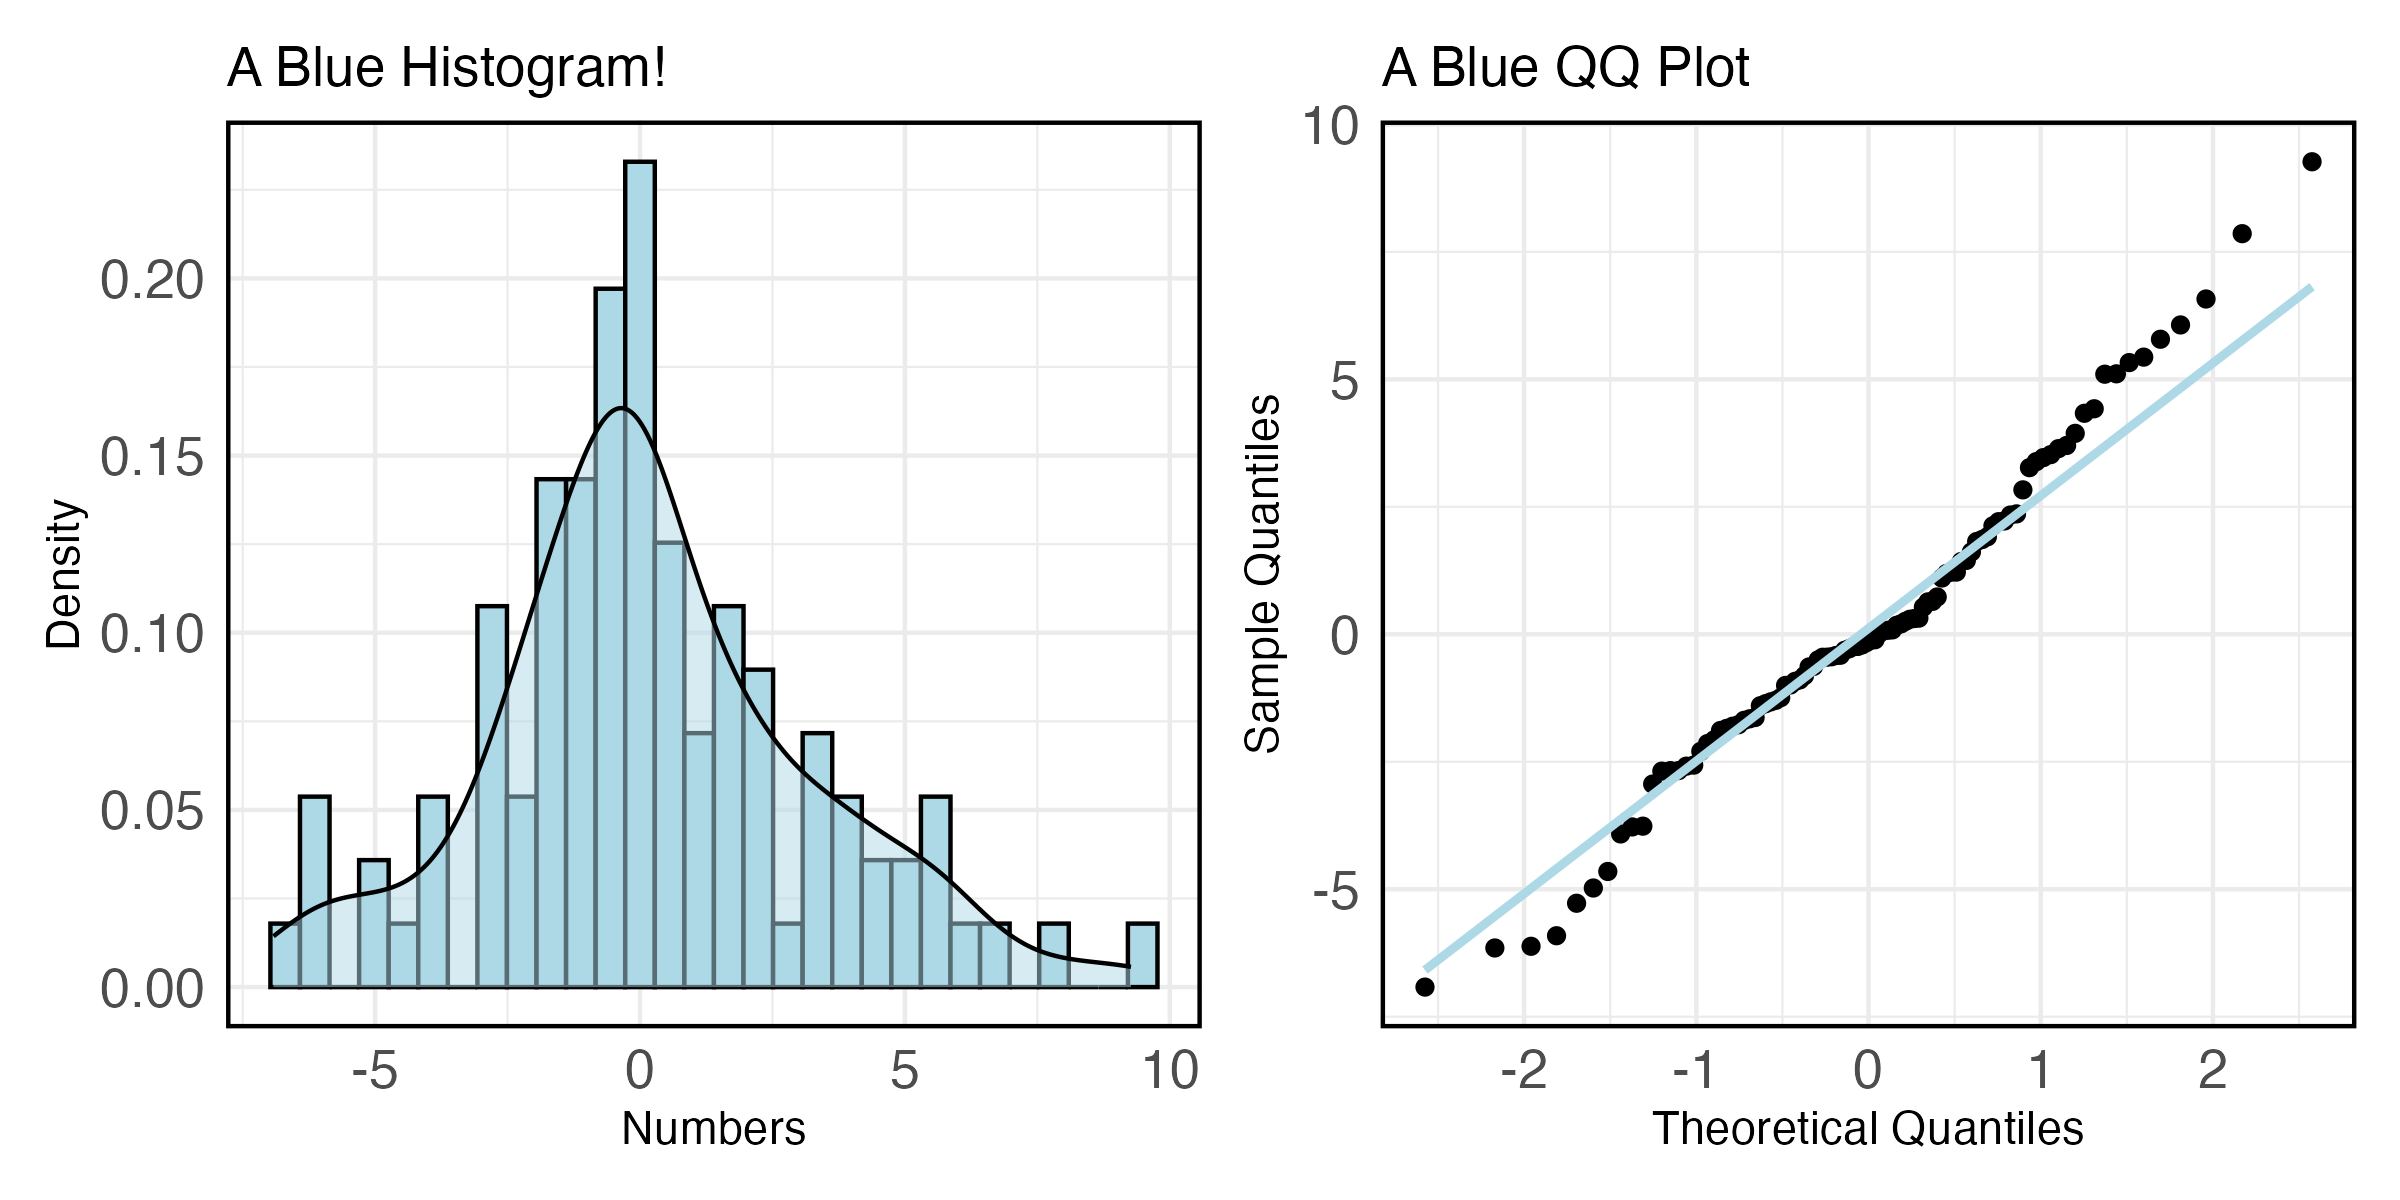 A Blue Histogram!
Density
0.20
0.15
0.10
0.05
0.00
-5 0 5 10
Numbers
A Blue QQ Plot
Sample Quantiles
10
5
0
-5
-2 -1 0 1 2
Theoretical Quantiles